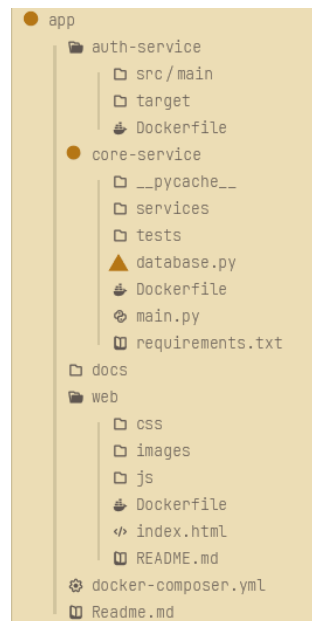 app
auth-service
src/main
target
Dockerfile
core-service
__pycache__
services
tests
database.py
Dockerfile
main.py
requirements.txt
docs
web
css
images
js
Dockerfile
index.html
README.md
docker-composer.yml
Readme.md